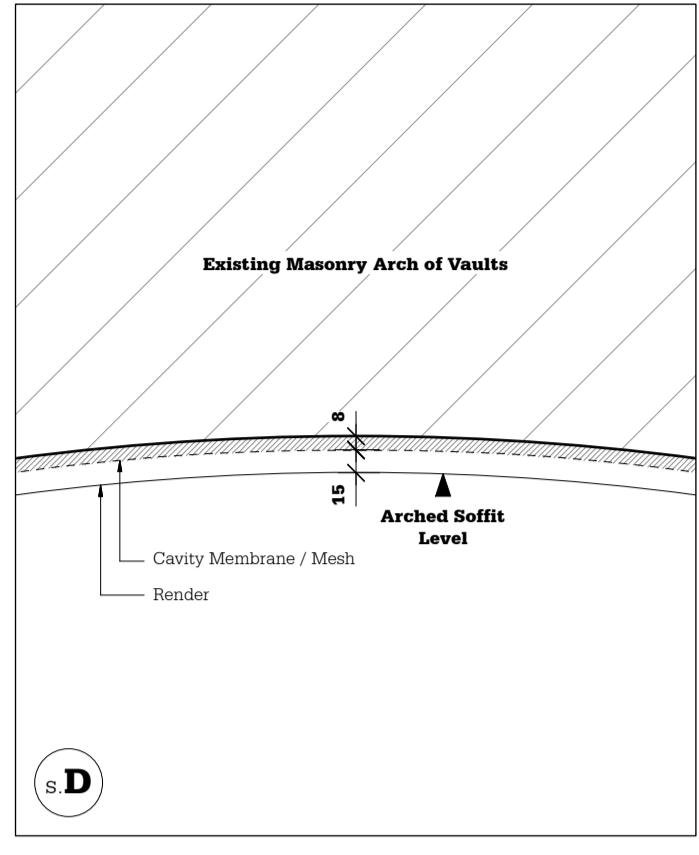 Existing Masonry Arch of Vaults
8
15
Arched Soffit
Level
Cavity Membrane / Mesh
Render
s.D